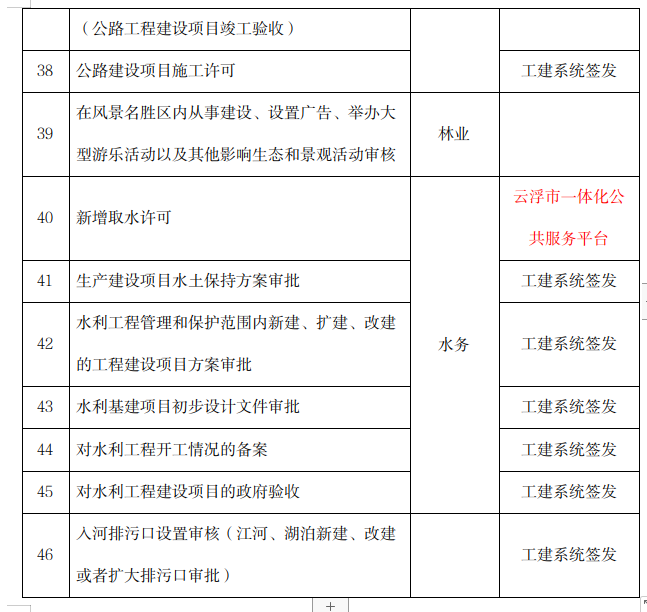 （公路工程建设项目竣工验收）
38 公路建设项目施工许可 工建系统签发
39 在风景名胜区内从事建设、设置广告、举办大
型游乐活动以及其他影响生态和景观活动审核
林业
40 新增取水许可 云浮市一体化公
共服务平台
41 生产建设项目水土保持方案审批 工建系统签发
42 水利工程管理和保护范围内新建、扩建、改建
的工程建设项目方案审批
水务 工建系统签发
43 水利基建项目初步设计文件审批 工建系统签发
44 对水利工程开工情况的备案 工建系统签发
45 对水利工程建设项目的政府验收 工建系统签发
46 入河排污口设置审核（江河、湖泊新建、改建
或者扩大排污口审批）
工建系统签发